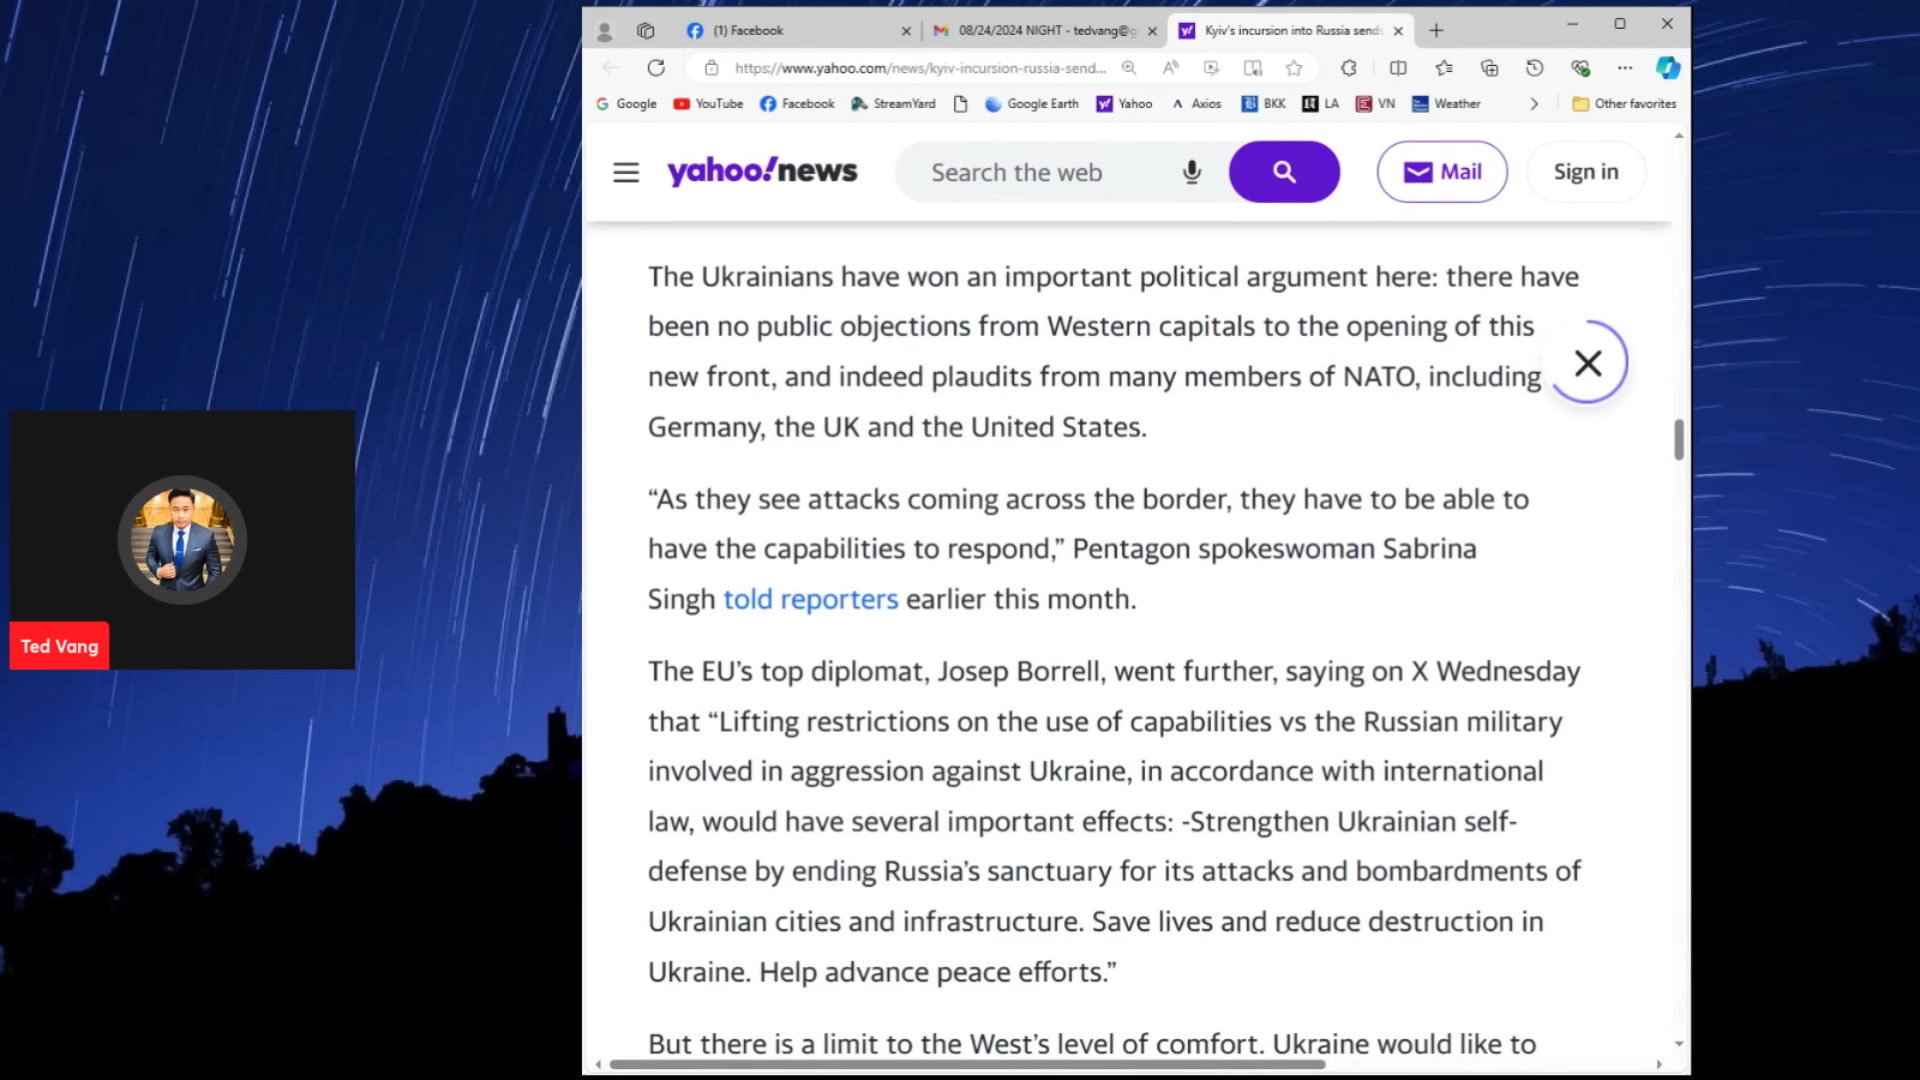 (1) Facebook
08/24/2024 NIGHT - tedvang@g
Kyiv's incursion into Russia sends
https://www.yahoo.com/news/kyiv-incursion-russia-send...
Google
YouTube
Facebook
StreamYard
Google Earth
Yahoo
Axios
BKK
LA
VN
Weather
Other favorites
yahoo!news
Search the web
Mail
Sign in
The Ukrainians have won an important political argument here: there have
been no public objections from Western capitals to the opening of this
new front, and indeed plaudits from many members of NATO, including
Germany, the UK and the United States.
“As they see attacks coming across the border, they have to be able to
have the capabilities to respond,” Pentagon spokeswoman Sabrina
Singh told reporters earlier this month.
The EU’s top diplomat, Josep Borrell, went further, saying on X Wednesday
that “Lifting restrictions on the use of capabilities vs the Russian military
involved in aggression against Ukraine, in accordance with international
law, would have several important effects: -Strengthen Ukrainian self-
defense by ending Russia’s sanctuary for its attacks and bombardments of
Ukrainian cities and infrastructure. Save lives and reduce destruction in
Ukraine. Help advance peace efforts.”
But there is a limit to the West’s level of comfort. Ukraine would like to
Ted Vang